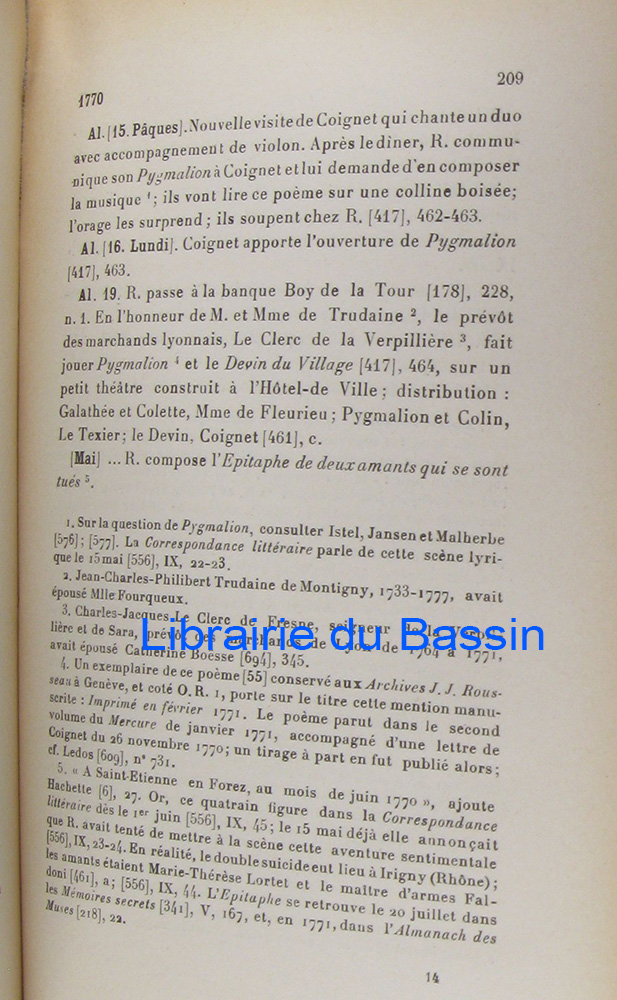 209
1770
Al. [15. Pâques]. Nouvelle visite de Coignet qui chante un duo
avec accompagnement de violon. Après le dîner, R. commu-
nique son Pygmalion à Coignet et lui demande d'en composer
la musique ¹; ils vont lire ce poème sur une colline boisée;
l'orage les surprend ; ils soupent chez R. [417], 462-463.
Al. [16. Lundi]. Coignet apporte l'ouverture de Pygmalion
[417], 463.
Al. 19. R. passe à la banque Boy de la Tour [178], 228,
n. 1. En l'honneur de M. et Mme de Trudaine ², le prévôt
des marchands lyonnais, Le Clerc de la Verpillière ³, fait
jouer Pygmalion ⁴ et le Devin du Village [417], 464, sur un
petit théâtre construit à l'Hôtel-de Ville ; distribution :
Galathée et Colette, Mme de Fleurieu ; Pygmalion et Colin,
Le Texier ; le Devin, Coignet [461], c.
[Mai] ... R. compose l'Epitaphe de deux amants qui se sont
tués ⁵.
1. Sur la question de Pygmalion, consulter Istel, Jansen et Malherbe
[576] ; [577]. La Correspondance littéraire parle de cette scène lyri-
que le 15 mai [556], IX, 22-23.
2. Jean-Charles-Philibert Trudaine de Montigny, 1733-1777, avait
épousé Mlle Fourqueux.
3. Charles-Jacques Le Clerc de Fresne, seigneur de la Verpil-
lière et de Sara, prévôt des marchands de Lyon de 1764 à 1771,
avait épousé Catherine Boesse [694], 345.
4. Un exemplaire de ce poème [55] conservé aux Archives J. J. Rous-
seau à Genève, et coté O. R. 1, porte sur le titre cette mention manu-
scrite : Imprimé en février 1771. Le poème parut dans le second
volume du Mercure de janvier 1771, accompagné d'une lettre de
Coignet du 26 novembre 1770 ; un tirage à part en fut publié alors ;
cf. Ledos [609], n° 731.
5. « A Saint-Etienne en Forez, au mois de juin 1770 », ajoute
Hachette [6], 27. Or, ce quatrain figure dans la Correspondance
littéraire dès le 1er juin [556], IX, 45 ; le 15 mai déjà elle annonçait
que R. avait tenté de mettre à la scène cette aventure sentimentale
[556], IX, 23-24. En réalité, le double suicide eut lieu à Irigny (Rhône) ;
les amants étaient Marie-Thérèse Lortet et le maître d'armes Fal-
doni [461], a ; [556], IX, 44. L'Epitaphe se retrouve le 20 juillet dans
les Mémoires secrets [341], V, 167, et, en 1771, dans l'Almanach des
Muses [218], 22.
14
Librairie du Bassin